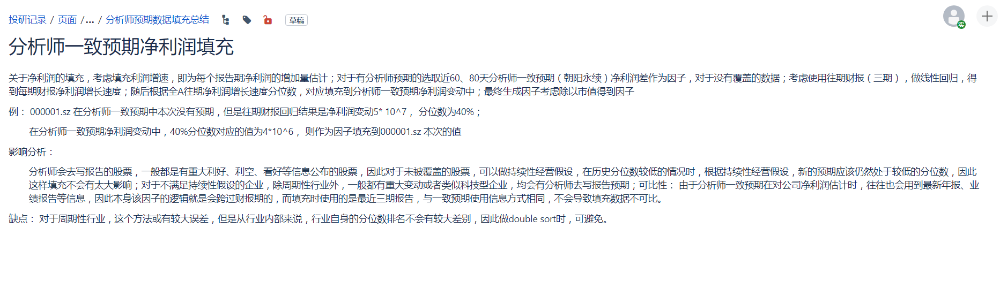 投研记录 / 页面 /... / 分析师预期数据填充总结 草稿
实
分析师一致预期净利润填充
关于净利润的填充，考虑填充利润增速，即为每个报告期净利润的增加量估计；对于有分析师预期的选取近60、80天分析师一致预期（朝阳永续）净利润差作为因子，对于没有覆盖的数据；考虑使用往期财报（三期），做线性回归，得
到每期财报净利润增长速度；随后根据全A往期净利润增长速度分位数，对应填充到分析师一致预期净利润变动中；最终生成因子考虑除以市值得到因子
例： 000001.sz 在分析师一致预期中本次没有预期，但是往期财报回归结果是净利润变动5* 10^7， 分位数为40%；
在分析师一致预期净利润变动中，40%分位数对应的值为4*10^6， 则作为因子填充到000001.sz 本次的值
影响分析：
分析师会去写报告的股票，一般都是有重大利好、利空、看好等信息公布的股票，因此对于未被覆盖的股票，可以做持续性经营假设，在历史分位数较低的情况时，根据持续性经营假设，新的预期应该仍然处于较低的分位数，因此
这样填充不会有太大影响；对于不满足持续性假设的企业，除周期性行业外，一般都有重大变动或者类似科技型企业，均会有分析师去写报告预期；可比性： 由于分析师一致预期在对公司净利润估计时，往往也会用到最新年报、业
绩报告等信息，因此本身该因子的逻辑就是会跨过财报期的，而填充时使用的是最近三期报告，与一致预期使用信息方式相同，不会导致填充数据不可比。
缺点： 对于周期性行业，这个方法或有较大误差，但是从行业内部来说，行业自身的分位数排名不会有较大差别，因此做double sort时，可避免。